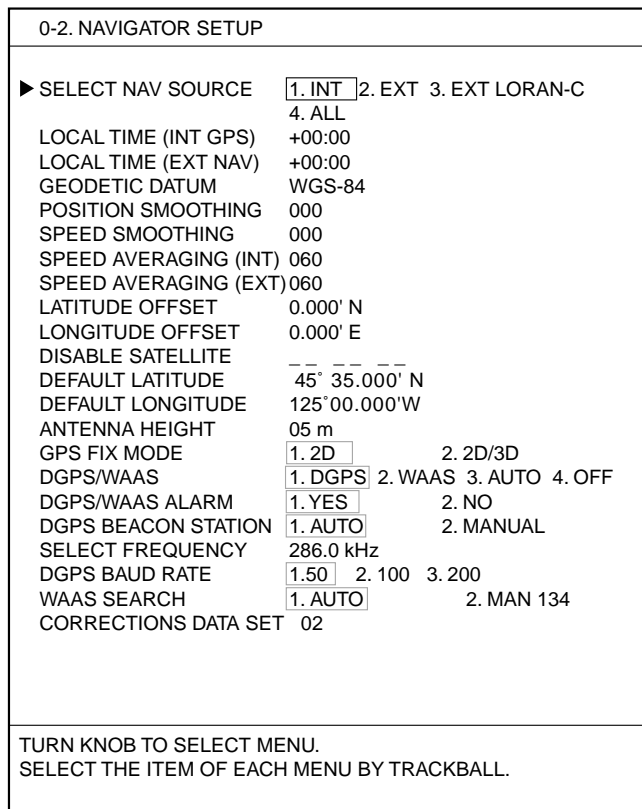 0-2. NAVIGATOR SETUP
SELECT NAV SOURCE 1. INT 2. EXT 3. EXT LORAN-C
4. ALL
LOCAL TIME (INT GPS) +00:00
LOCAL TIME (EXT NAV) +00:00
GEODETIC DATUM WGS-84
POSITION SMOOTHING 000
SPEED SMOOTHING 000
SPEED AVERAGING (INT) 060
SPEED AVERAGING (EXT) 060
LATITUDE OFFSET 0.000' N
LONGITUDE OFFSET 0.000' E
DISABLE SATELLITE _ _ _ _ _ _
DEFAULT LATITUDE 45° 35.000' N
DEFAULT LONGITUDE 125°00.000'W
ANTENNA HEIGHT 05 m
GPS FIX MODE 1. 2D 2. 2D/3D
DGPS/WAAS 1. DGPS 2. WAAS 3. AUTO 4. OFF
DGPS/WAAS ALARM 1. YES 2. NO
DGPS BEACON STATION 1. AUTO 2. MANUAL
SELECT FREQUENCY 286.0 kHz
DGPS BAUD RATE 1.50 2. 100 3. 200
WAAS SEARCH 1. AUTO 2. MAN 134
CORRECTIONS DATA SET 02
TURN KNOB TO SELECT MENU.
SELECT THE ITEM OF EACH MENU BY TRACKBALL.